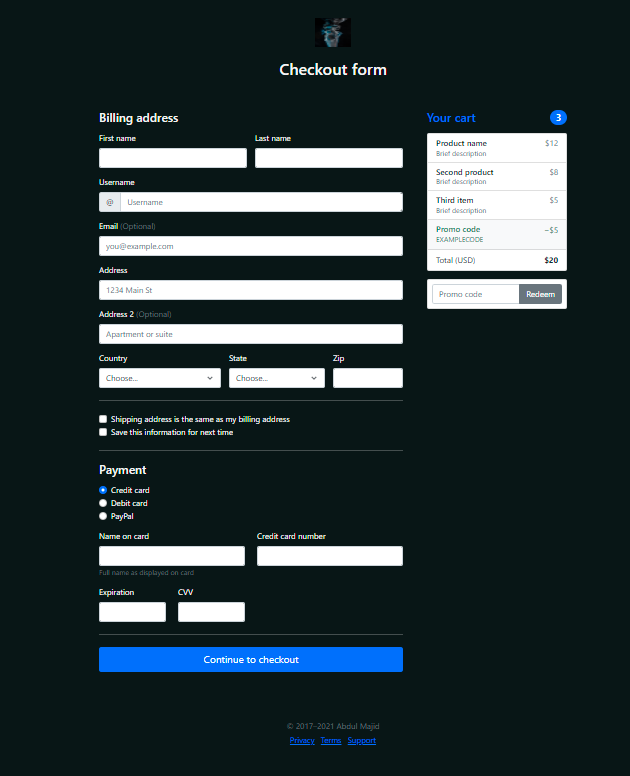 Checkout form
Billing address
First name Last name
Username
@ Username
Email (Optional)
you@example.com
Address
1234 Main St
Address 2 (Optional)
Apartment or suite
Country State Zip
Choose... Choose...
Shipping address is the same as my billing address
Save this information for next time
Payment
Credit card
Debit card
PayPal
Name on card Credit card number
Full name as displayed on card
Expiration CVV
Continue to checkout
Your cart 3
Product name $12
Brief description
Second product $8
Brief description
Third item $5
Brief description
Promo code −$5
EXAMPLECODE
Total (USD) $20
Promo code Redeem
© 2017–2021 Abdul Majid
Privacy Terms Support